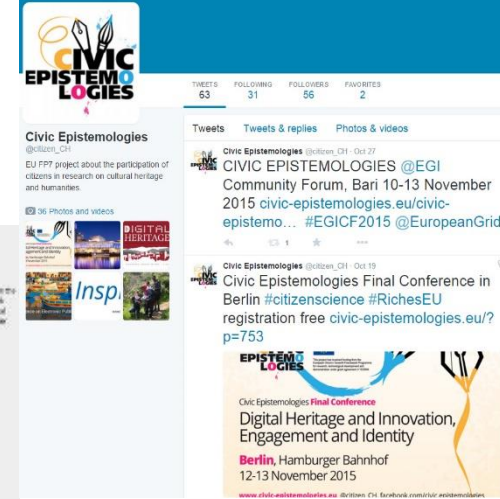 CIVIC
EPISTEMO
LOGIES
TWEETS FOLLOWING FOLLOWERS FAVORITES
63 31 56 2
Civic Epistemologies
@citizen_CH
EU FP7 project about the participation of
citizens in research on cultural heritage
and humanities.
36 Photos and videos
DIGITAL
HERITAGE
Inspi
Tweets Tweets & replies Photos & videos
Civic Epistemologies @citizen_CH · Oct 27
CIVIC EPISTEMOLOGIES @EGI
Community Forum, Bari 10-13 November
2015 civic-epistemologies.eu/civic-
epistemo… #EGICF2015 @EuropeanGrid
1
Civic Epistemologies @citizen_CH · Oct 19
Civic Epistemologies Final Conference in
Berlin #citizenscience #RichesEU
registration free civic-epistemologies.eu/?
p=753
EPISTEMO
LOGIES
Civic Epistemologies Final Conference
Digital Heritage and Innovation,
Engagement and Identity
Berlin, Hamburger Bahnhof
12-13 November 2015
www.civic-epistemologies.eu @citizen_CH facebook.com/civic.epistemologies